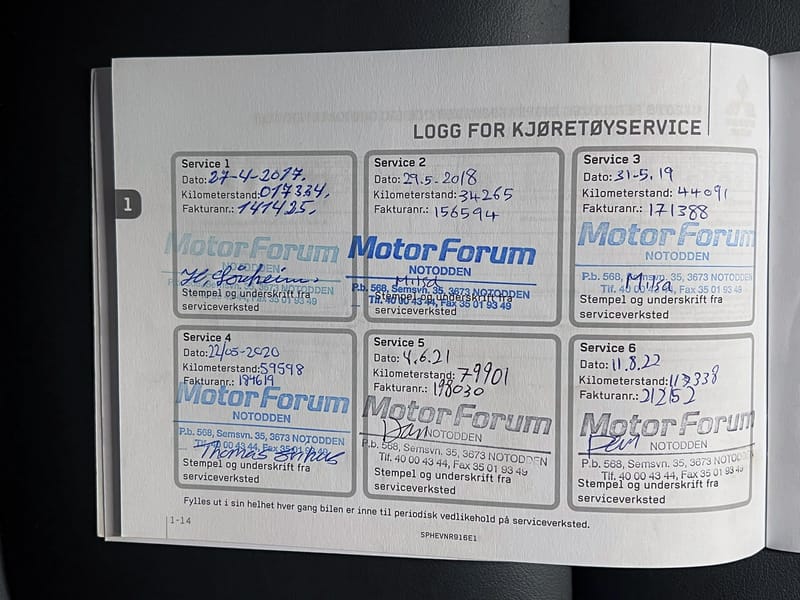 LOGG FOR KJØRETØYSERVICE
1
Service 1
Dato: 27-4-2017.
Kilometerstand: 017334.
Fakturanr.: 141425.
Motor Forum
NOTODDEN
Stempel og underskrift fra
serviceverksted
Service 2
Dato: 29.5-2018
Kilometerstand: 34265
Fakturanr.: 156594
Motor Forum
NOTODDEN
Milsa
P.b. 568, Semsvn. 35, 3673 NOTODDEN
Stempel og underskrift fra
Tlf. 40 00 43 44, Fax 35 01 93 49
serviceverksted
Service 3
Dato: 31-5.19
Kilometerstand: 44091
Fakturanr.: 171388
Motor Forum
NOTODDEN
P.b. 568, Semsvn. 35, 3673 NOTODDEN
Milsa
Tlf. 40 00 43 44, Fax 35 01 93 49
Stempel og underskrift fra
serviceverksted
Service 4
Dato: 22/05-2020
Kilometerstand: 59598
Fakturanr.: 184619
Motor Forum
NOTODDEN
P.b. 568, Semsvn. 35, 3673 NOTODDEN
Tlf. 40 00 43 44, Fax 35 01 93 49
Thomas
Stempel og underskrift fra
serviceverksted
Service 5
Dato: 4.6.21
Kilometerstand: 79901
Fakturanr.: 198030
Motor Forum
Dan NOTODDEN
P.b. 568, Semsvn. 35, 3673 NOTODDEN
Tlf. 40 00 43 44, Fax 35 01 93 49
Stempel og underskrift fra
serviceverksted
Service 6
Dato: 11.8.22
Kilometerstand: 113338
Fakturanr.: 21252
Motor Forum
NOTODDEN
P.b. 568, Semsvn. 35, 3673 NOTODDEN
Tlf. 40 00 43 44, Fax 35 01 93 49
Stempel og underskrift fra
serviceverksted
Fylles ut i sin helhet hver gang bilen er inne til periodisk vedlikehold på serviceverksted.
1-14
SPHEVNR916E1